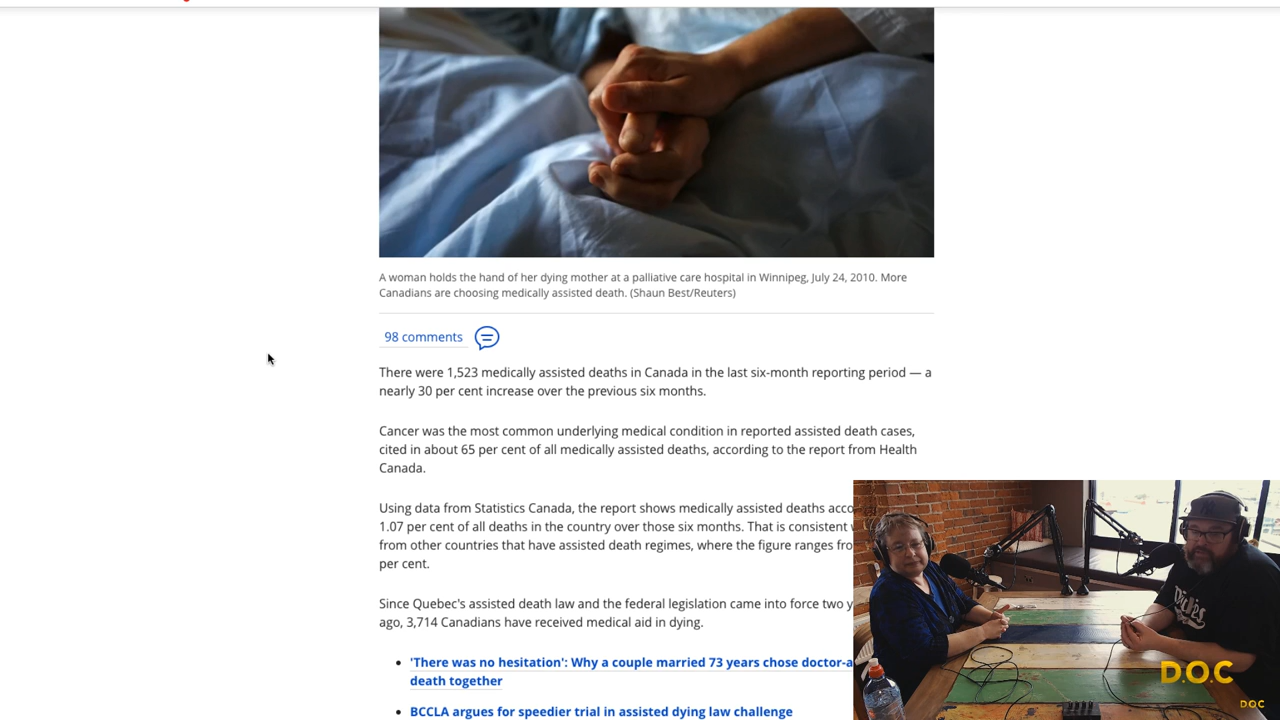 A woman holds the hand of her dying mother at a palliative care hospital in Winnipeg, July 24, 2010. More
Canadians are choosing medically assisted death. (Shaun Best/Reuters)
98 comments
There were 1,523 medically assisted deaths in Canada in the last six-month reporting period — a
nearly 30 per cent increase over the previous six months.
Cancer was the most common underlying medical condition in reported assisted death cases,
cited in about 65 per cent of all medically assisted deaths, according to the report from Health
Canada.
Using data from Statistics Canada, the report shows medically assisted deaths acco
1.07 per cent of all deaths in the country over those six months. That is consistent
from other countries that have assisted death regimes, where the figure ranges fro
per cent.
Since Quebec's assisted death law and the federal legislation came into force two y
ago, 3,714 Canadians have received medical aid in dying.
'There was no hesitation': Why a couple married 73 years chose doctor-a
death together
BCCLA argues for speedier trial in assisted dying law challenge
Dickies
D.O.C
DOC